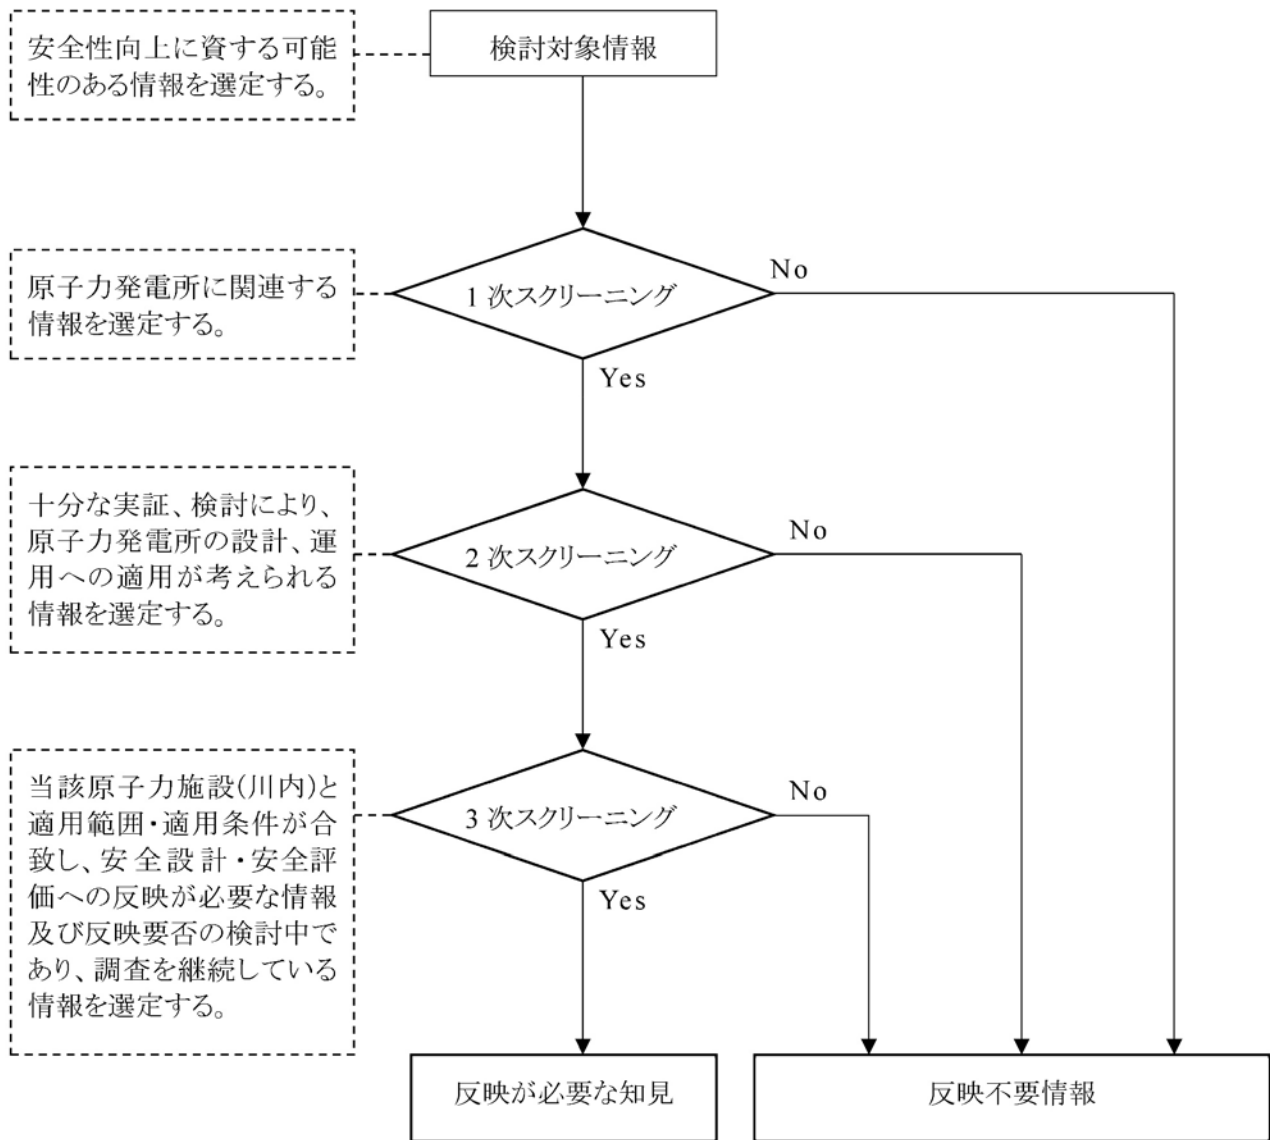 安全性向上に資する可能
性のある情報を選定する。
検討対象情報
原子力発電所に関連する
情報を選定する。
1 次スクリーニング
No
Yes
十分な実証、検討により、
原子力発電所の設計、運
用への適用が考えられる
情報を選定する。
2 次スクリーニング
No
Yes
当該原子力施設(川内)と
適用範囲・適用条件が合
致し、安全設計・安全評
価への反映が必要な情報
及び反映要否の検討中で
あり、調査を継続している
情報を選定する。
3 次スクリーニング
No
Yes
反映が必要な知見
反映不要情報